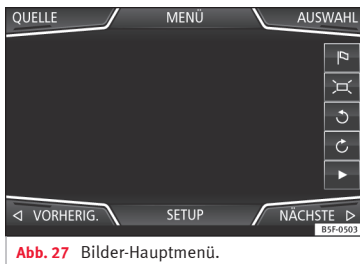 QUELLE MENÜ AUSWAHL
◁ VORHERIG. SETUP NÄCHSTE ▷
B5F-0503
Abb. 27 Bilder-Hauptmenü.